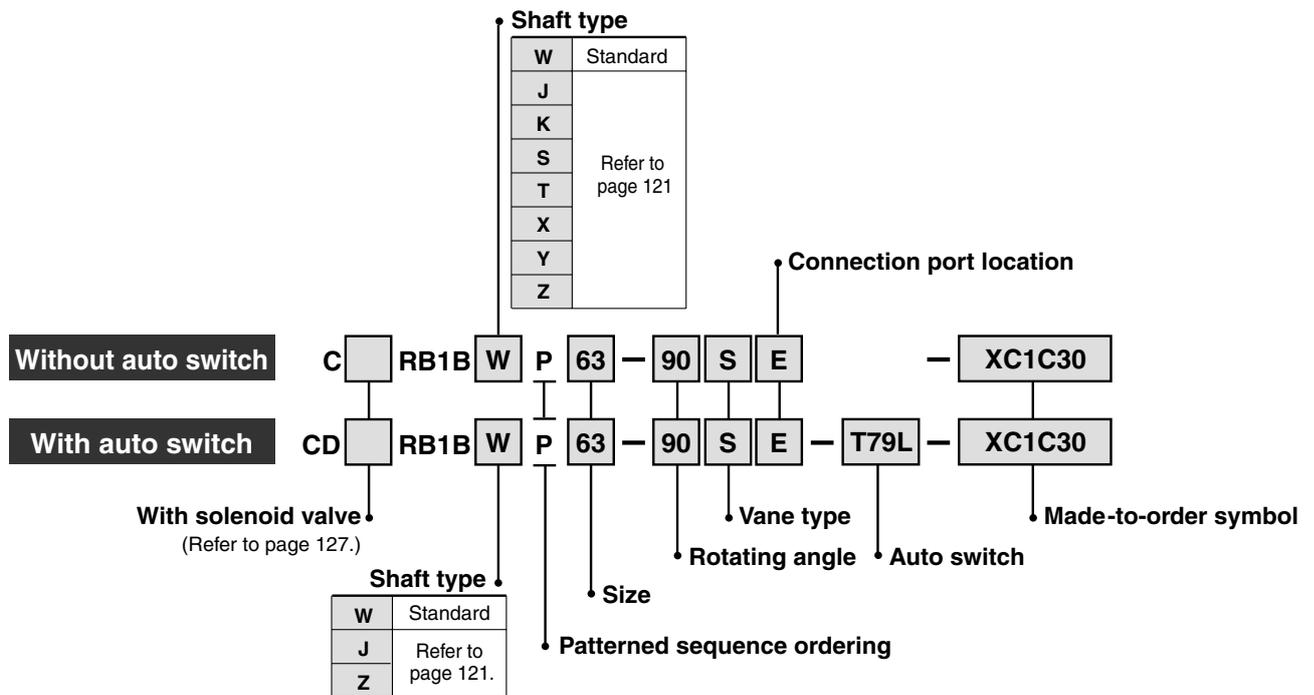 Shaft type
W Standard
J
K
S
T
X
Y
Z
Refer to
page 121
Connection port location
Without auto switch C RB1B W P 63 – 90 S E – XC1C30
With auto switch CD RB1B W P 63 – 90 S E – T79L – XC1C30
With solenoid valve
(Refer to page 127.)
Vane type
Made-to-order symbol
Rotating angle
Auto switch
Shaft type
W Standard
J
Z
Refer to
page 121.
Size
Patterned sequence ordering